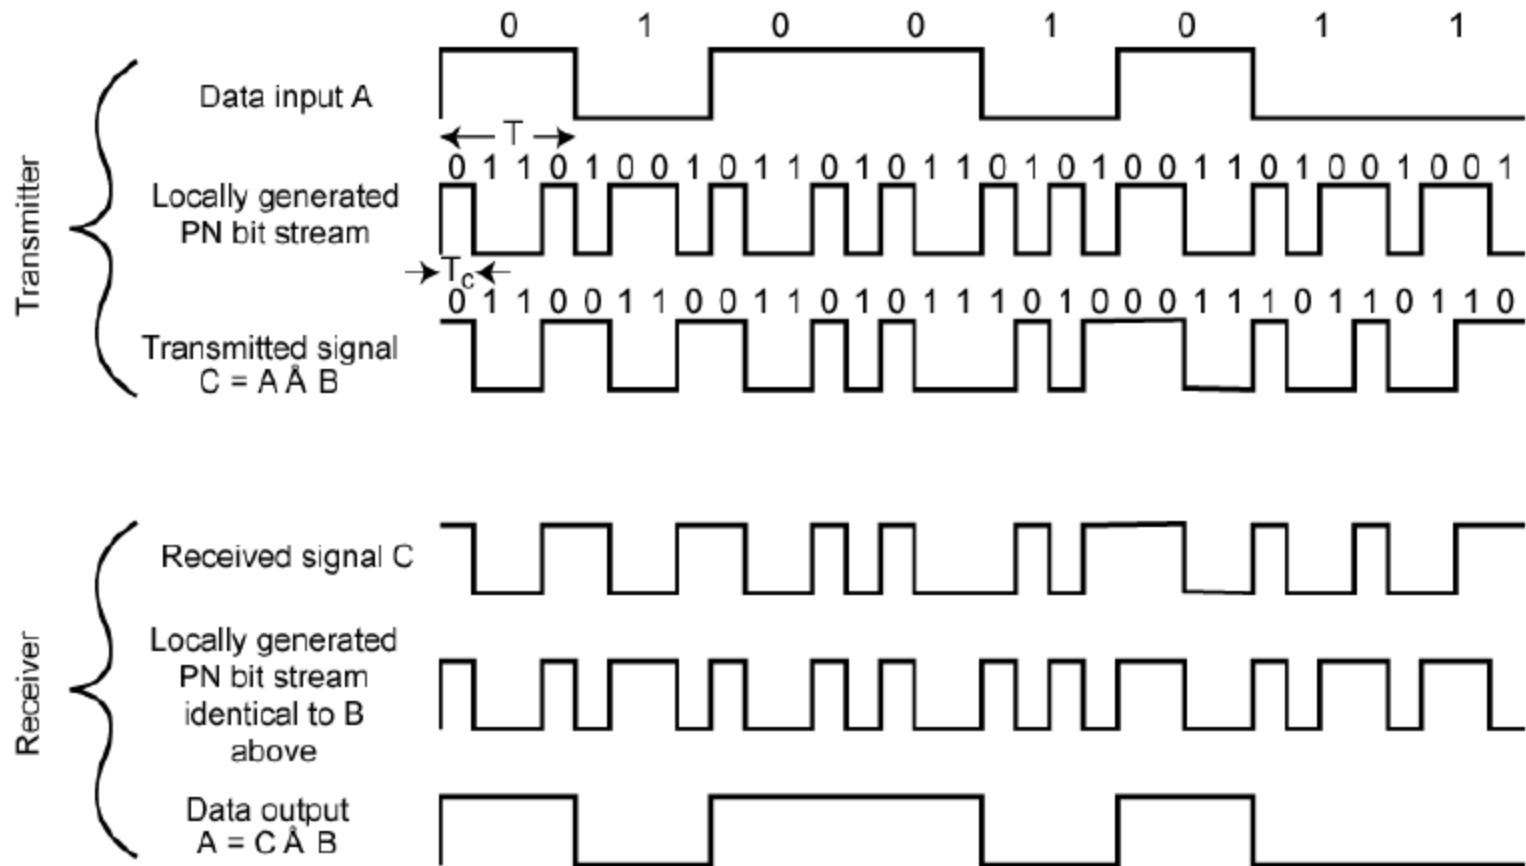 0 1 0 0 1 0 1 1
Transmitter
Data input A
T
0 1 1 0 1 0 0 1 0 1 1 0 1 0 1 1 0 1 0 1 0 0 1 1 0 1 0 0 1 0 0 1
Locally generated
PN bit stream
Tc
0 1 1 0 0 1 1 0 0 1 1 0 1 0 1 1 1 0 1 0 0 0 1 1 1 0 1 1 0 1 1 0
Transmitted signal
C = A Å B
Receiver
Received signal C
Locally generated
PN bit stream
identical to B
above
Data output
A = C Å B